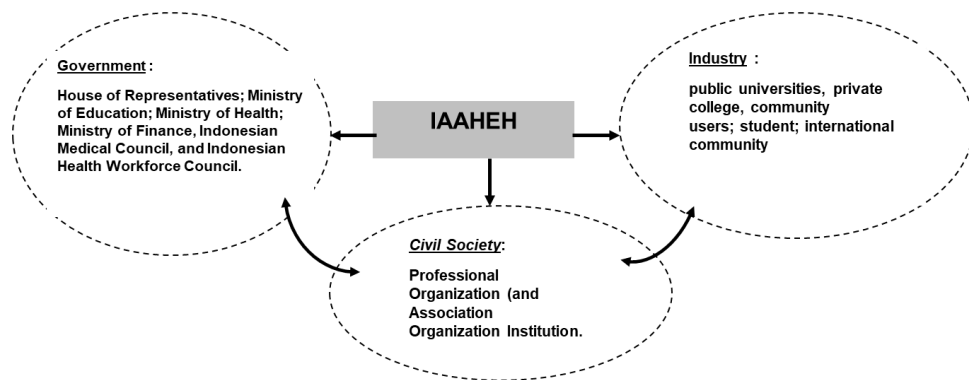 Government :
House of Representatives; Ministry
of Education; Ministry of Health;
Ministry of Finance, Indonesian
Medical Council, and Indonesian
Health Workforce Council.
IAAHEH
Industry :
public universities, private
college, community
users; student; international
community
Civil Society:
Professional
Organization (and
Association
Organization Institution.